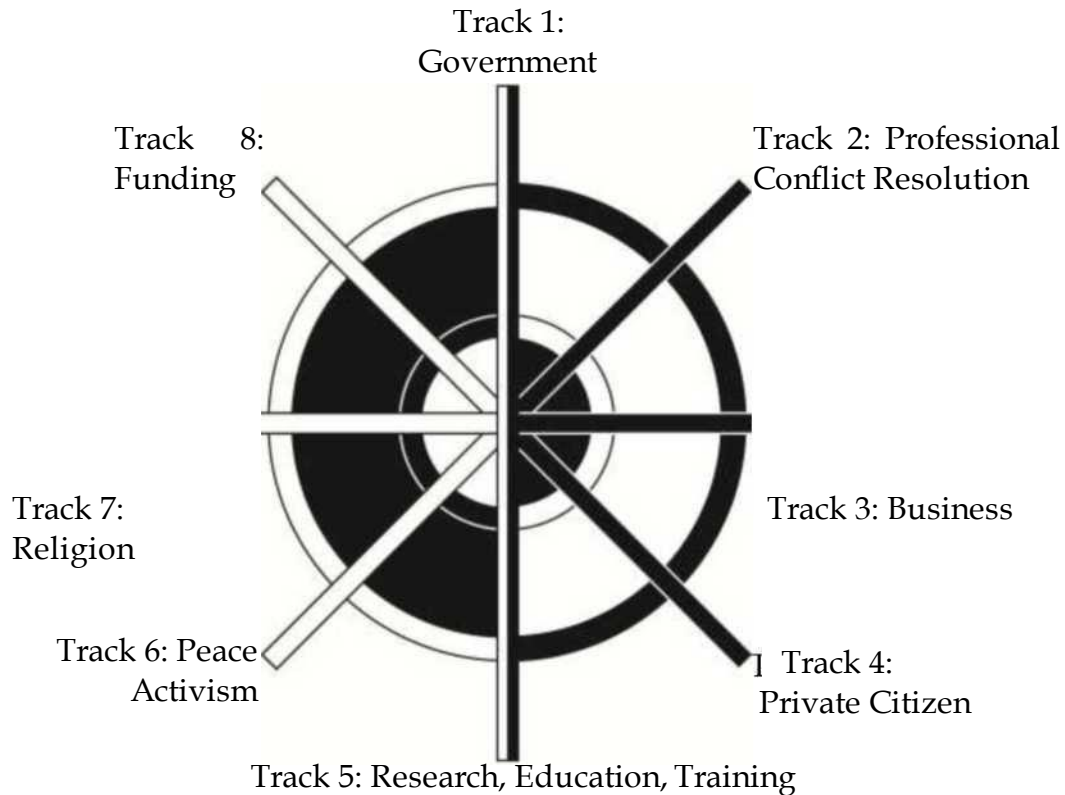 Track 1:
Government
Track 8:
Funding
Track 2: Professional
Conflict Resolution
Track 7:
Religion
Track 3: Business
Track 6: Peace
Activism
Track 4:
Private Citizen
Track 5: Research, Education, Training